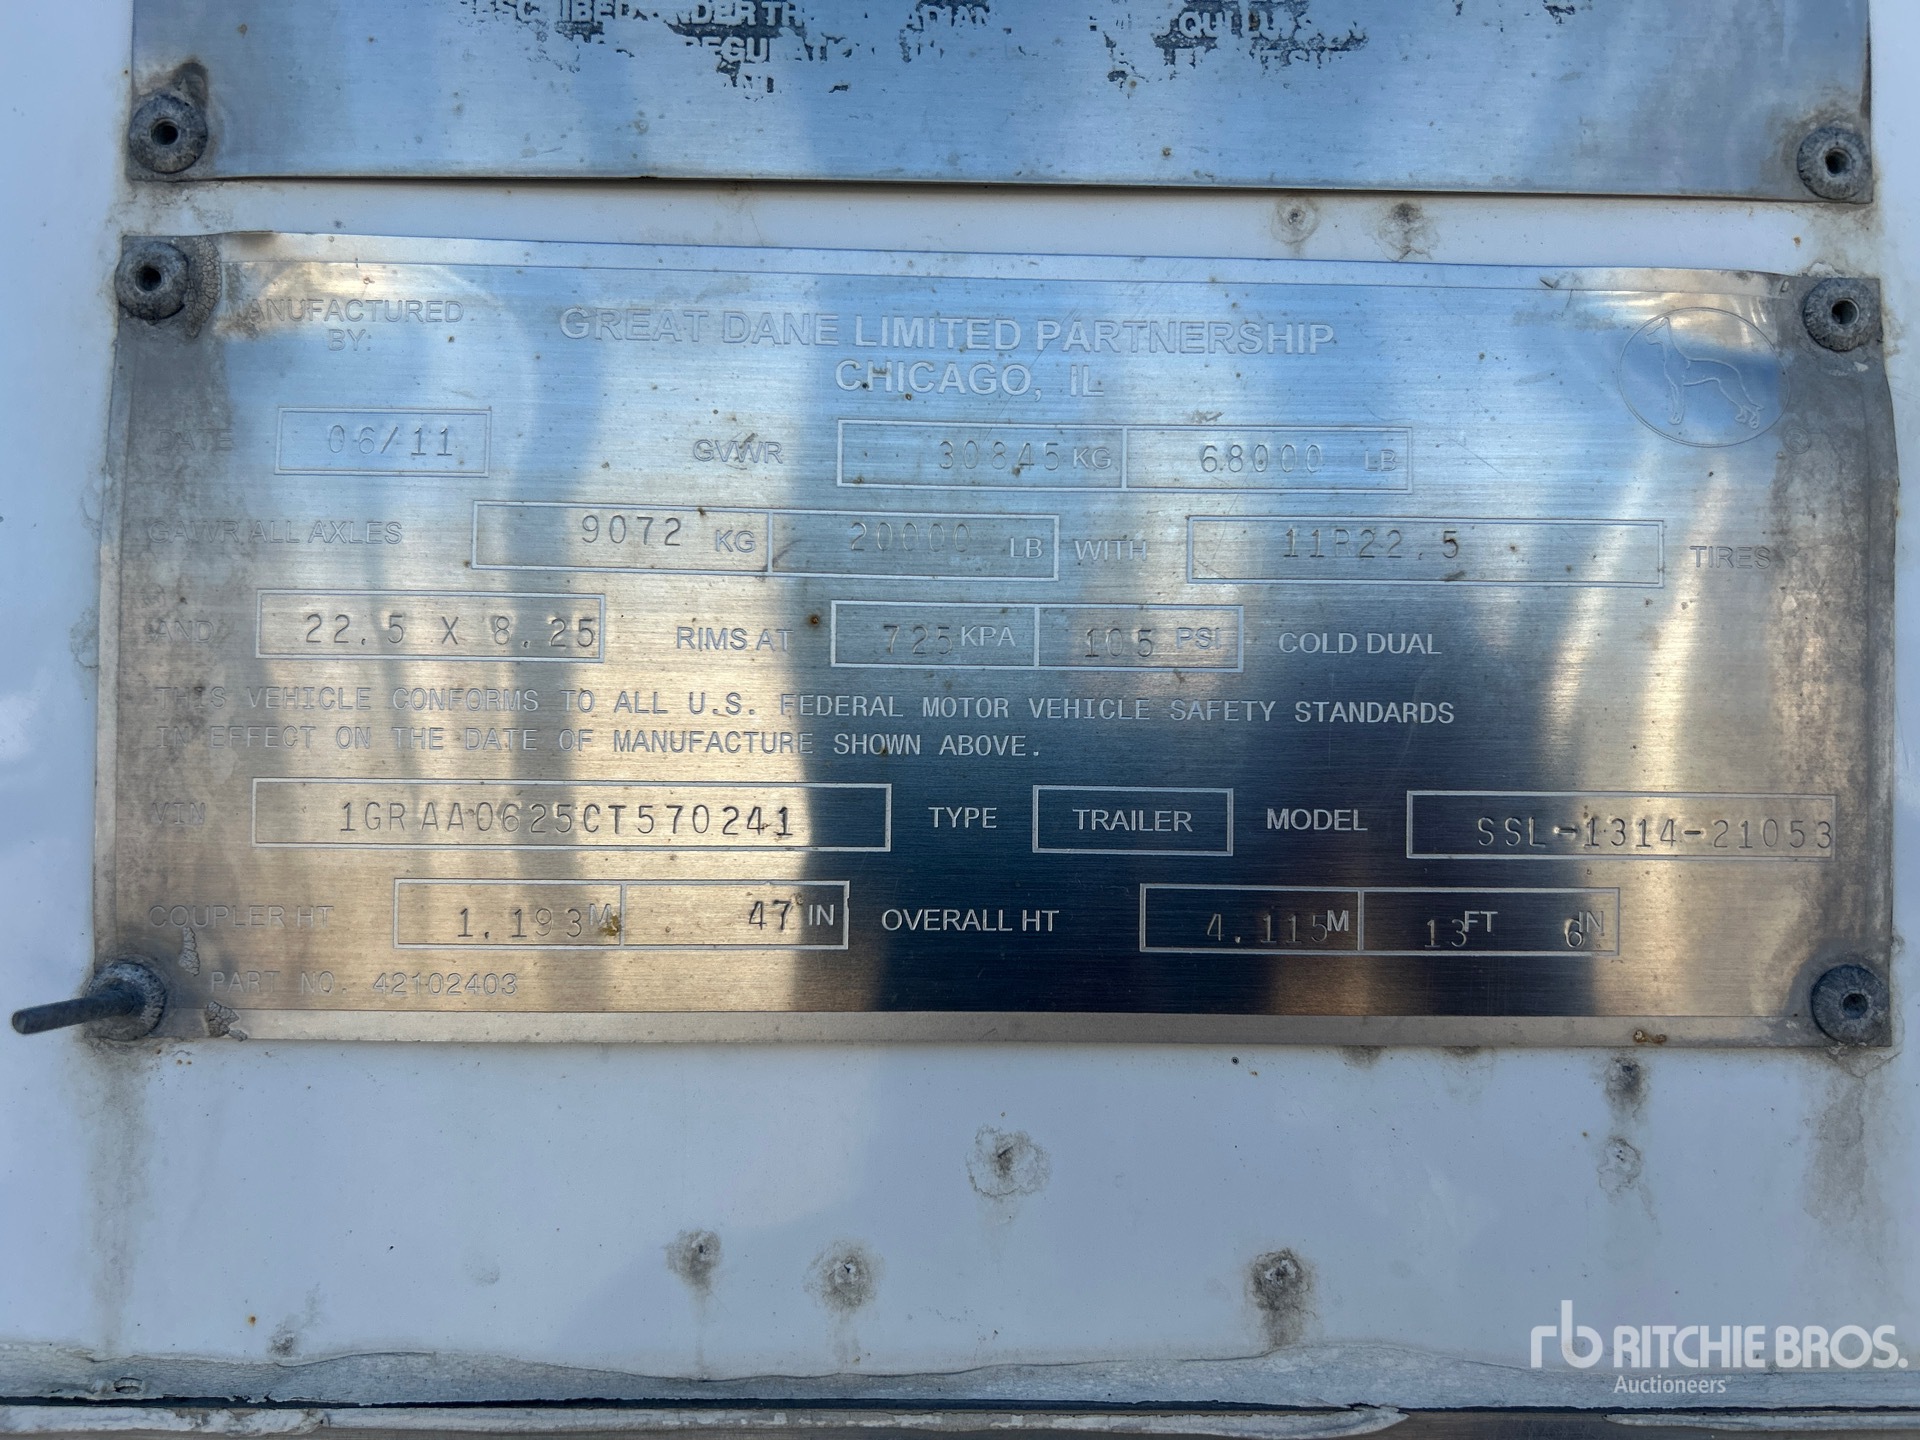 UNDER TH
MANUFACTURED GREAT DANE LIMITED PARTNERSHIP
BY: CHICAGO, IL
DATE 06/11 GVWR 30845 KG 68000 LB
GAWR ALL AXLES 9072 KG 20000 LB WITH 11R22.5 TIRES
AND 22.5 X 8.25 RIMS AT 725 KPA 105 PSI COLD DUAL
THIS VEHICLE CONFORMS TO ALL U.S. FEDERAL MOTOR VEHICLE SAFETY STANDARDS
IN EFFECT ON THE DATE OF MANUFACTURE SHOWN ABOVE.
VIN 1GRAA0625CT570241 TYPE TRAILER MODEL SSL-1314-21053
COUPLER HT 1.193 M 47 IN OVERALL HT 4.115 M 13 FT 6 IN
PART NO. 42102403
rb RITCHIE BROS.
Auctioneers